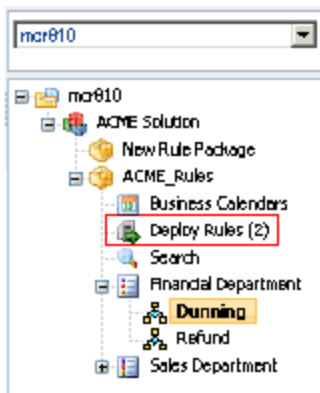 mcr810
mcr810
ACME Solution
New Rule Package
ACME_Rules
Business Calendars
Deploy Rules (2)
Search
Financial Department
Dunning
Refund
Sales Department